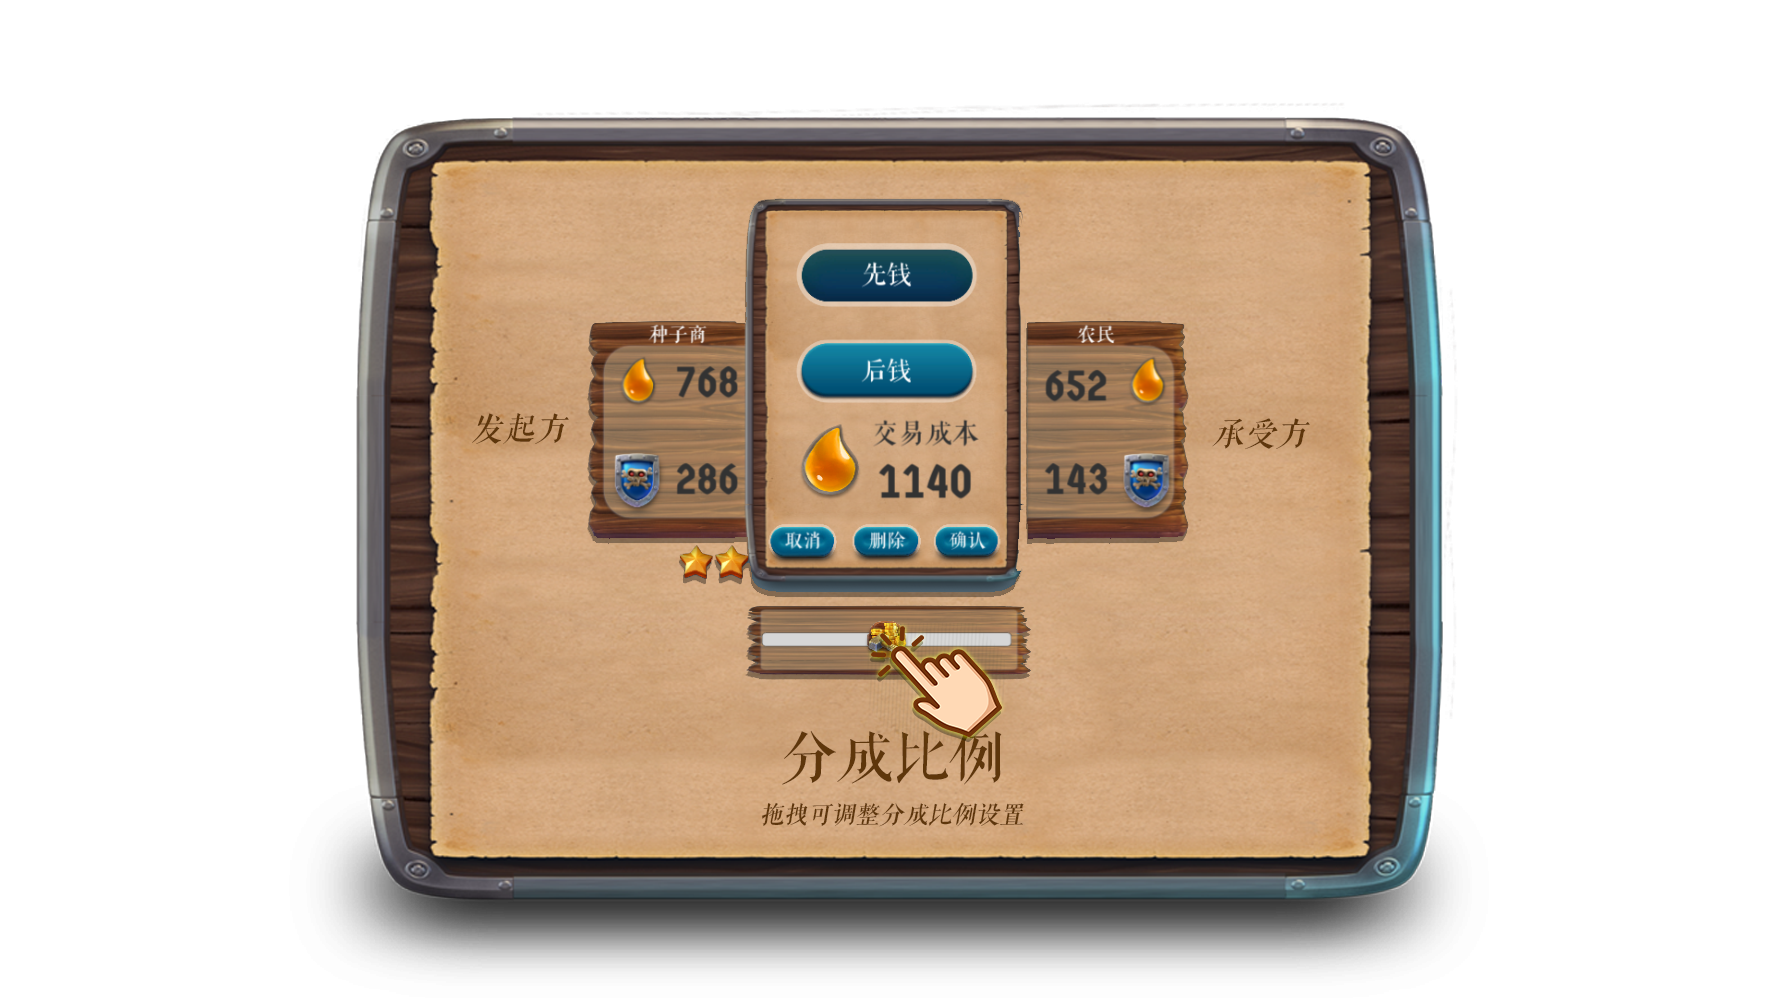 先钱
后钱
种子商
768
286
农民
652
143
发起方
承受方
交易成本
1140
取消
删除
确认
分成比例
拖拽可调整分成比例设置